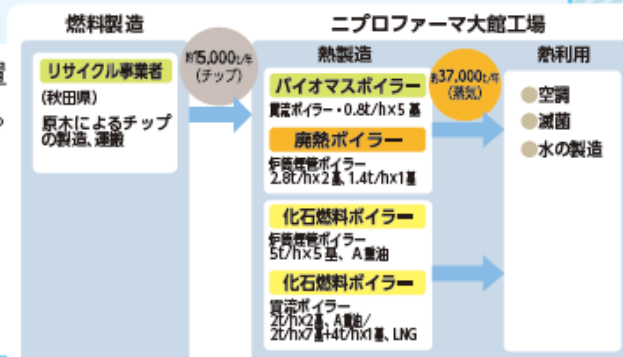 燃料製造
ニプロファーマ大館工場
置
リサイクル事業者
(秋田県)
原木によるチップ
の製造、運搬
約15,000t/年
(チップ)
熱製造
バイオマスボイラー
貫流ボイラー・0.8t/h×5 基
廃熱ボイラー
炉筒煙管ボイラー
2.8t/h×2基、1.4t/h×1基
化石燃料ボイラー
炉筒煙管ボイラー
5t/h×5 基、A重油
化石燃料ボイラー
貫流ボイラー
2t/h×2基、A重油/
2t/h×7基+4t/h×1基、LNG
約37,000t/年
(蒸気)
熱利用
●空調
●滅菌
●水の製造